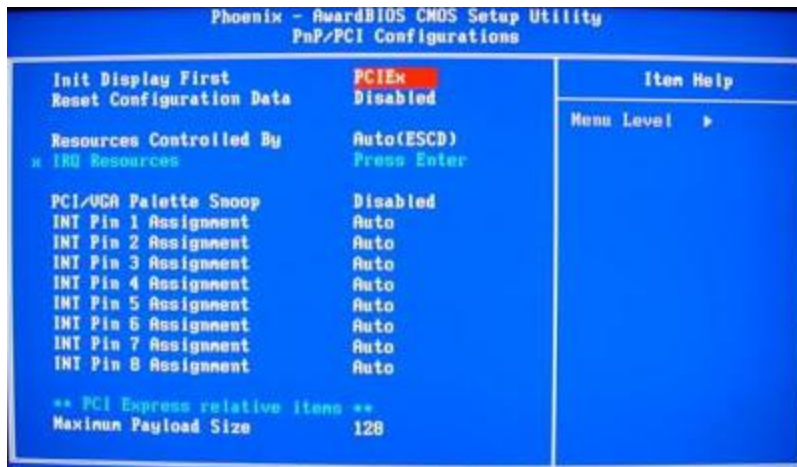 Phoenix - AwardBIOS CMOS Setup Utility
PnP/PCI Configurations
Init Display First PCIEx
Reset Configuration Data Disabled
Resources Controlled By Auto(ESCD)
x IRQ Resources Press Enter
PCI/VGA Palette Snoop Disabled
INT Pin 1 Assignment Auto
INT Pin 2 Assignment Auto
INT Pin 3 Assignment Auto
INT Pin 4 Assignment Auto
INT Pin 5 Assignment Auto
INT Pin 6 Assignment Auto
INT Pin 7 Assignment Auto
INT Pin 8 Assignment Auto
** PCI Express relative items **
Maximum Payload Size 128
Item Help
Menu Level ▶